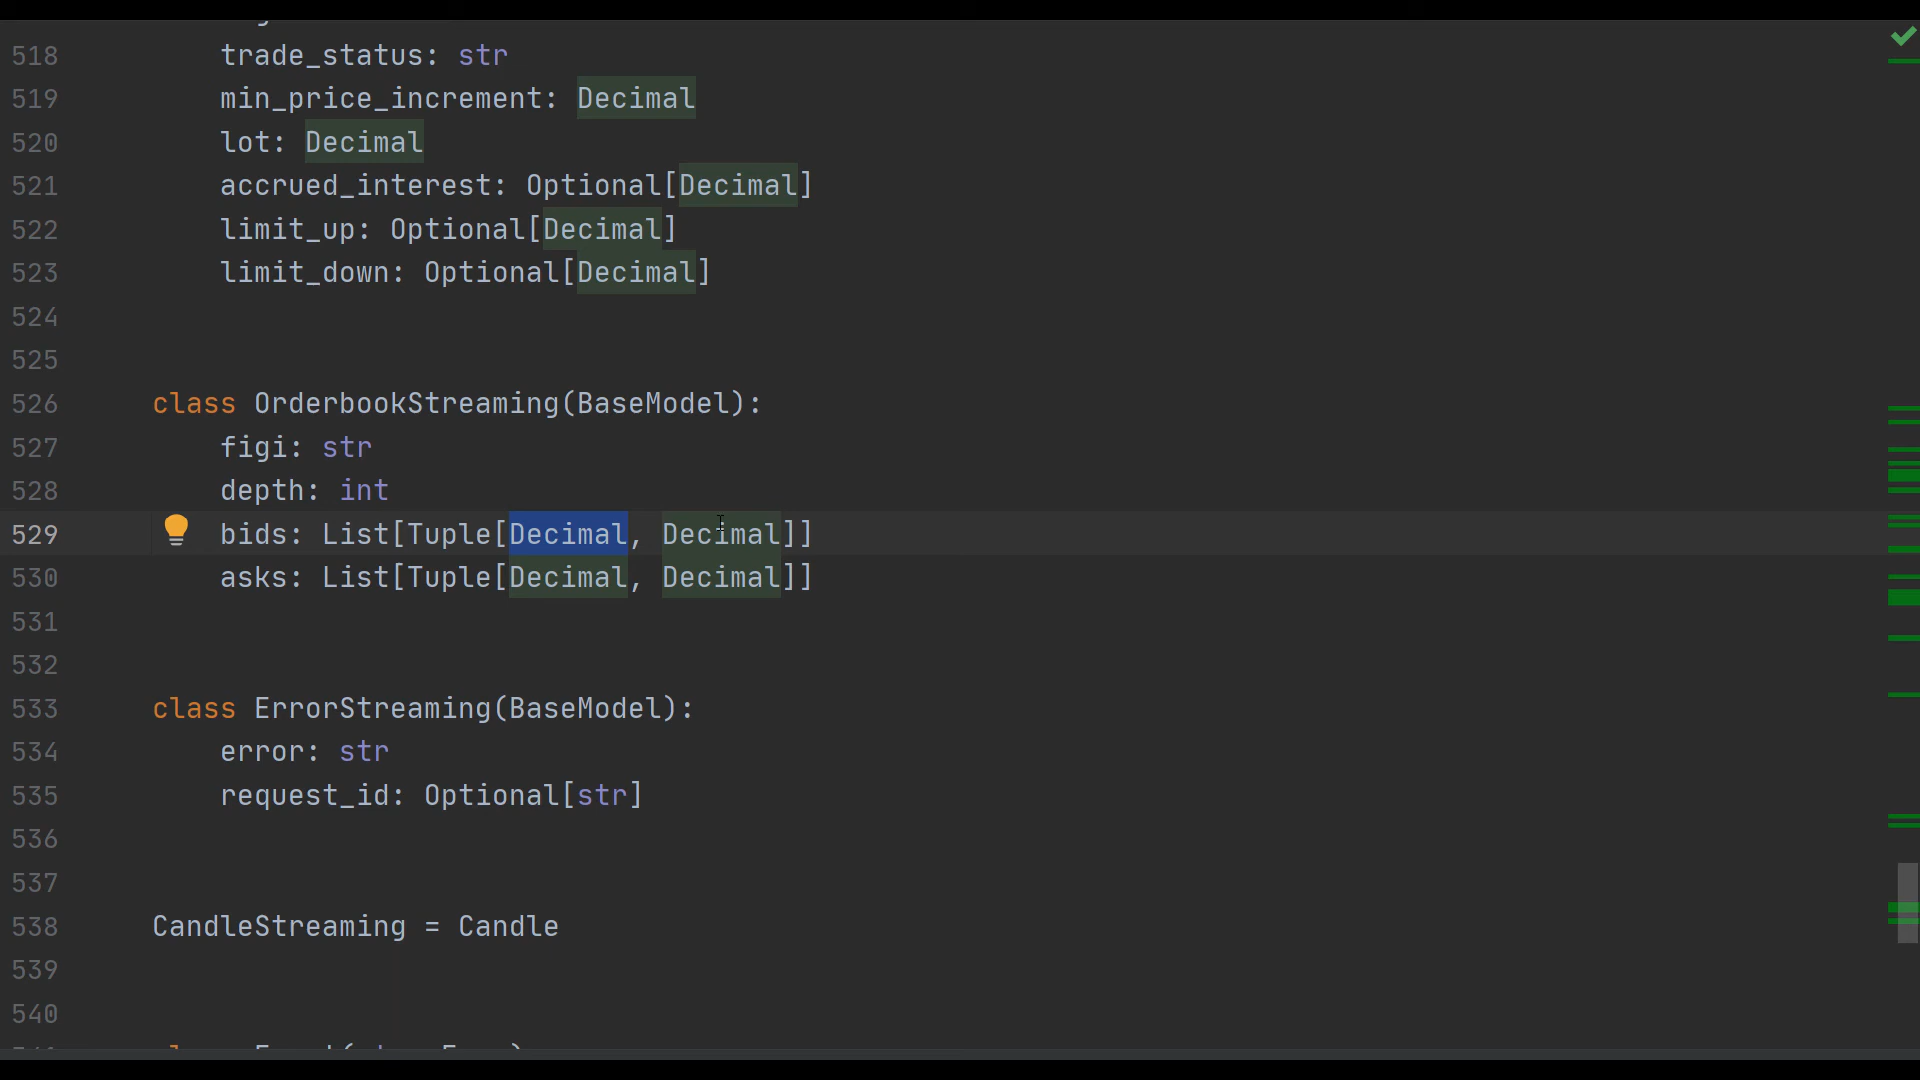 518 trade_status: str
519 min_price_increment: Decimal
520 lot: Decimal
521 accrued_interest: Optional[Decimal]
522 limit_up: Optional[Decimal]
523 limit_down: Optional[Decimal]
524
525
526 class OrderbookStreaming(BaseModel):
527 figi: str
528 depth: int
529 bids: List[Tuple[Decimal, Decimal]]
530 asks: List[Tuple[Decimal, Decimal]]
531
532
533 class ErrorStreaming(BaseModel):
534 error: str
535 request_id: Optional[str]
536
537
538 CandleStreaming = Candle
539
540